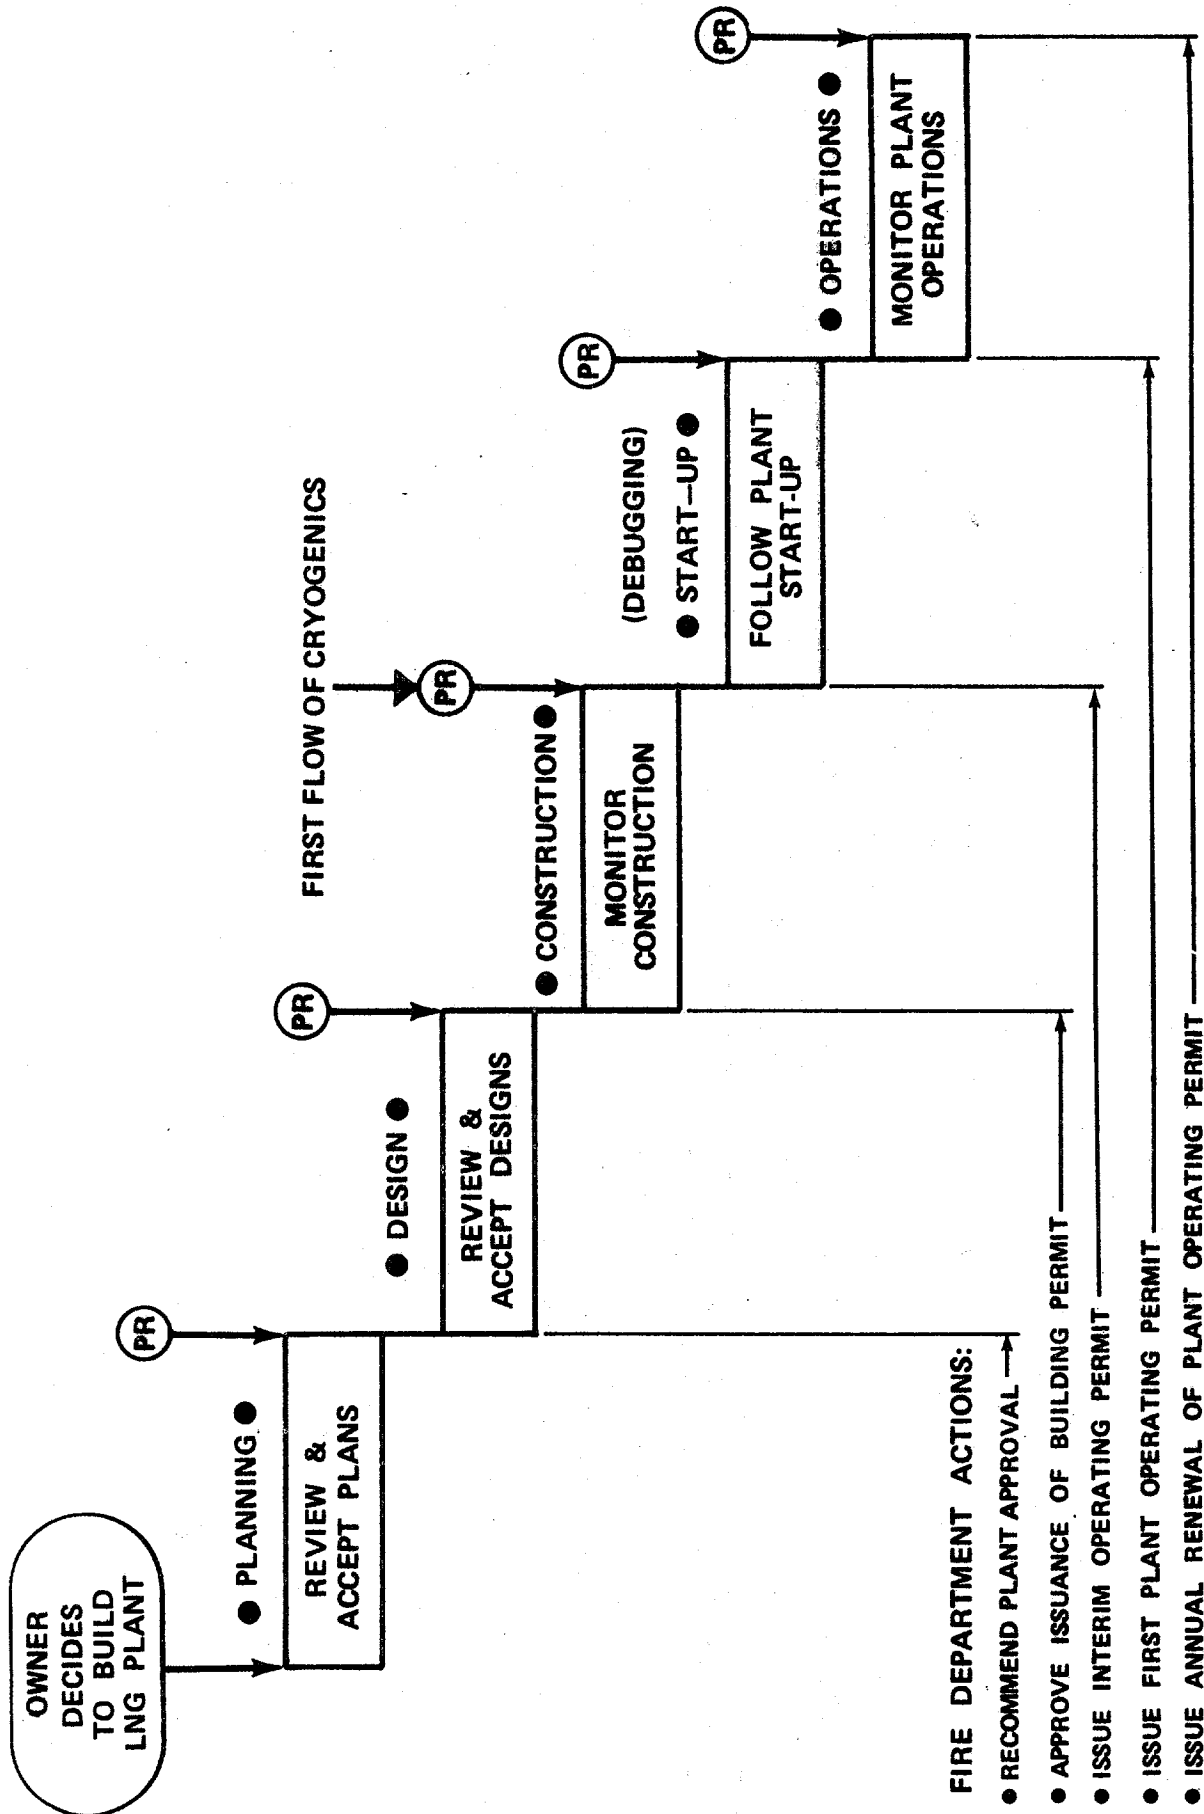 OWNER
DECIDES
TO BUILD
LNG PLANT
PR
● PLANNING ●
REVIEW &
ACCEPT PLANS
PR
● DESIGN ●
REVIEW &
ACCEPT DESIGNS
FIRST FLOW OF CRYOGENICS
PR
● CONSTRUCTION ●
MONITOR
CONSTRUCTION
PR
(DEBUGGING)
● START-UP ●
FOLLOW PLANT
START-UP
PR
● OPERATIONS ●
MONITOR PLANT
OPERATIONS
FIRE DEPARTMENT ACTIONS:
● RECOMMEND PLANT APPROVAL
● APPROVE ISSUANCE OF BUILDING PERMIT
● ISSUE INTERIM OPERATING PERMIT
● ISSUE FIRST PLANT OPERATING PERMIT
● ISSUE ANNUAL RENEWAL OF PLANT OPERATING PERMIT